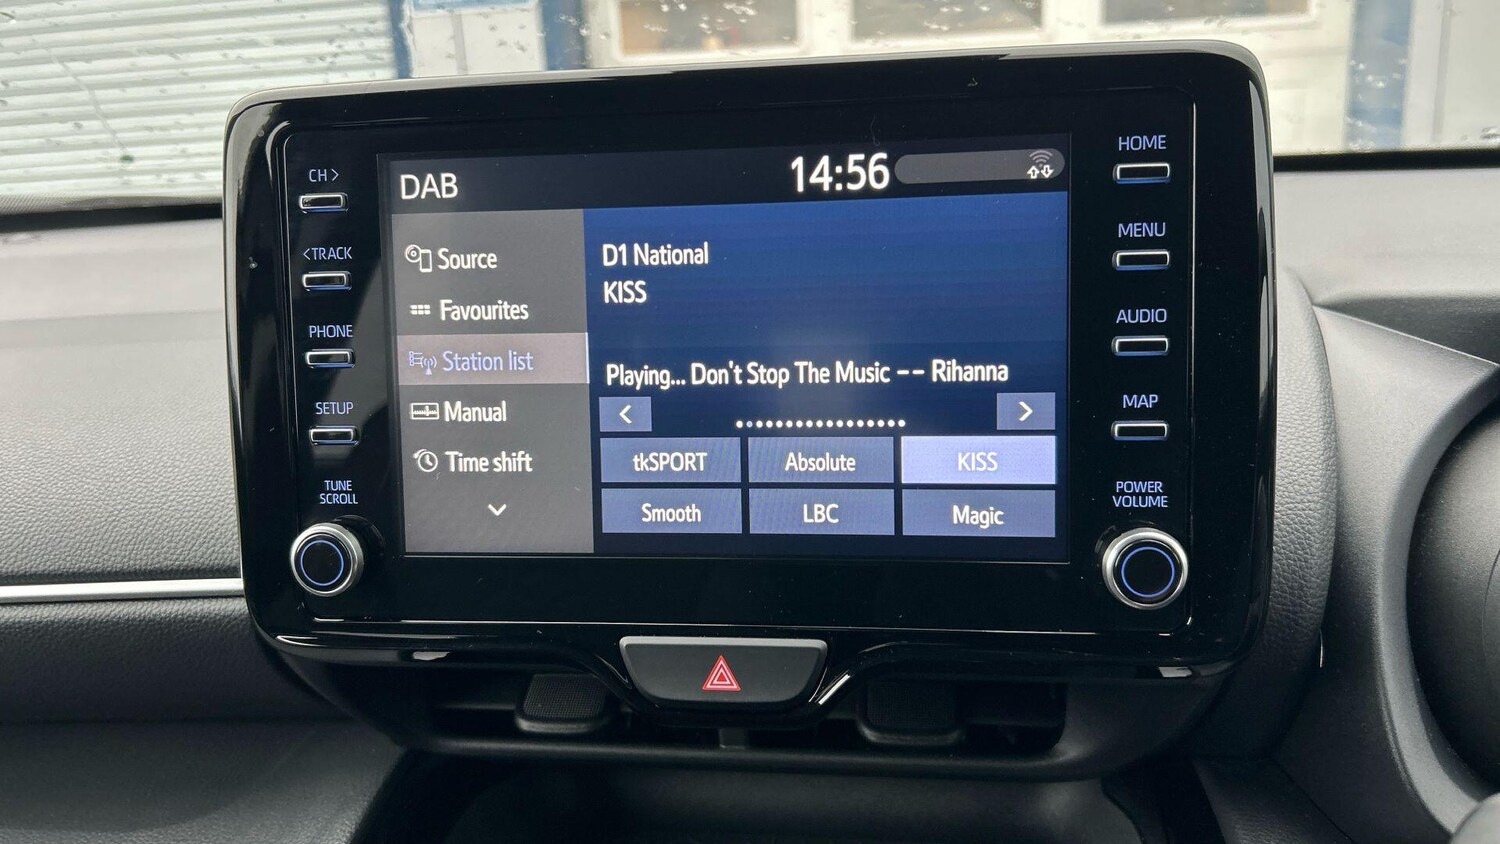 CH >
< TRACK
PHONE
SETUP
TUNE
SCROLL
DAB
14:56
Source
Favourites
Station list
Manual
Time shift
D1 National
KISS
Playing... Don't Stop The Music -- Rihanna
<
>
tkSPORT
Absolute
KISS
Smooth
LBC
Magic
HOME
MENU
AUDIO
MAP
POWER
VOLUME